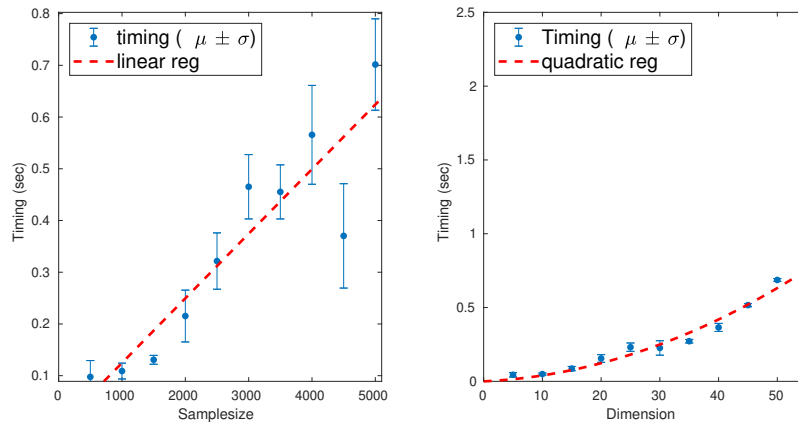 timing ( μ ± σ)
linear reg
0.8
0.7
0.6
0.5
0.4
0.3
0.2
0.1
Timing (sec)
0 1000 2000 3000 4000 5000
Samplesize
Timing ( μ ± σ)
quadratic reg
2.5
2
1.5
1
0.5
0
Timing (sec)
0 10 20 30 40 50
Dimension